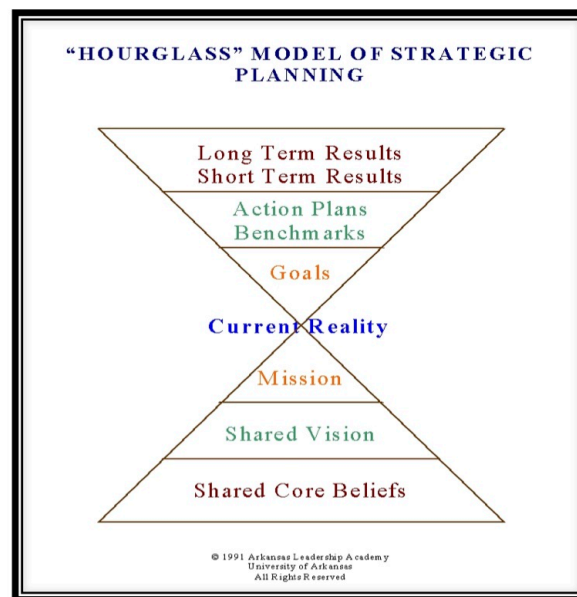 “HOURGLASS” MODEL OF STRATEGIC
PLANNING
Long Term Results
Short Term Results
Action Plans
Benchmarks
Goals
Current Reality
Mission
Shared Vision
Shared Core Beliefs
© 1991 Arkansas Leadership Academy
University of Arkansas
All Rights Reserved